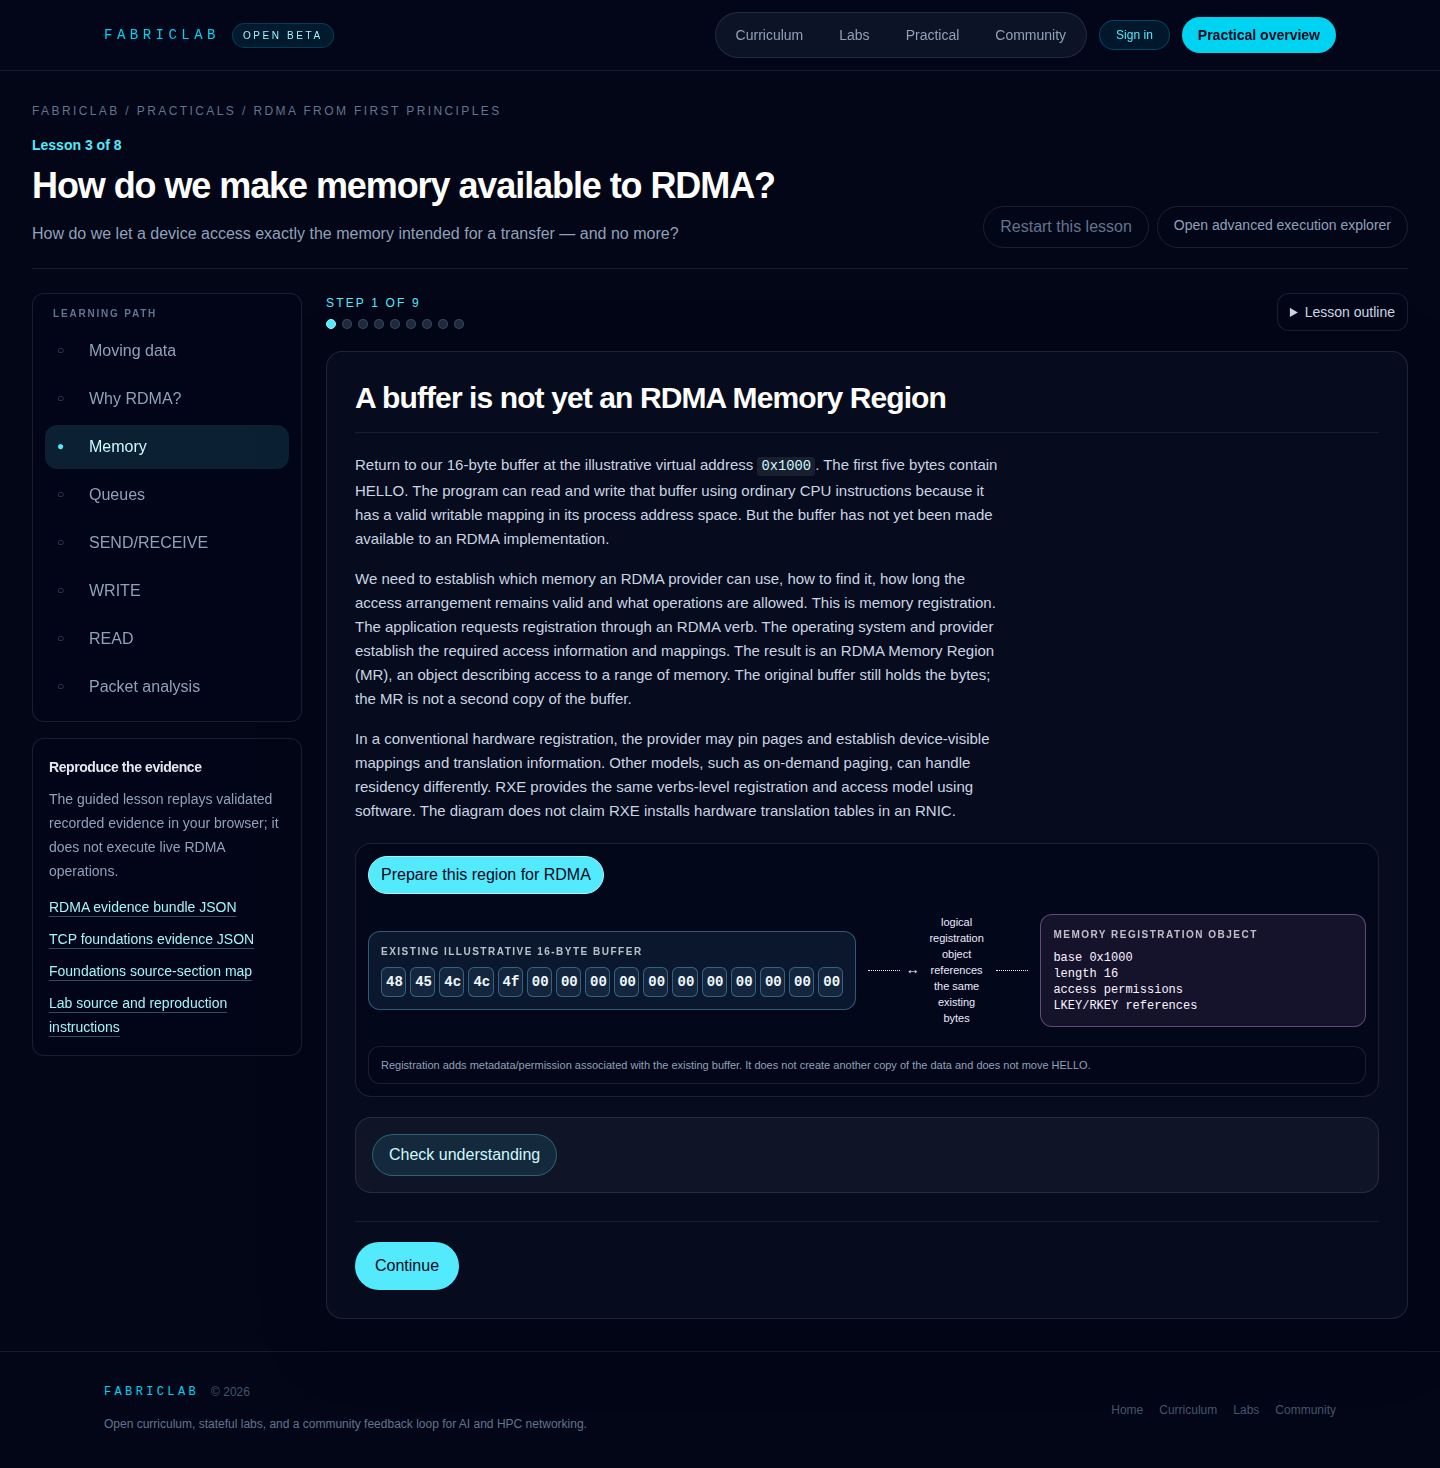 FABRICLAB
OPEN BETA
Curriculum
Labs
Practical
Community
Sign in
Practical overview
FABRICLAB / PRACTICALS / RDMA FROM FIRST PRINCIPLES
Lesson 3 of 8
How do we make memory available to RDMA?
How do we let a device access exactly the memory intended for a transfer — and no more?
Restart this lesson
Open advanced execution explorer
LEARNING PATH
Moving data
Why RDMA?
Memory
Queues
SEND/RECEIVE
WRITE
READ
Packet analysis
Reproduce the evidence
The guided lesson replays validated
recorded evidence in your browser; it
does not execute live RDMA
operations.
RDMA evidence bundle JSON
TCP foundations evidence JSON
Foundations source-section map
Lab source and reproduction
instructions
STEP 1 OF 9
▶ Lesson outline
A buffer is not yet an RDMA Memory Region
Return to our 16-byte buffer at the illustrative virtual address 0x1000. The first five bytes contain
HELLO. The program can read and write that buffer using ordinary CPU instructions because it
has a valid writable mapping in its process address space. But the buffer has not yet been made
available to an RDMA implementation.
We need to establish which memory an RDMA provider can use, how to find it, how long the
access arrangement remains valid and what operations are allowed. This is memory registration.
The application requests registration through an RDMA verb. The operating system and provider
establish the required access information and mappings. The result is an RDMA Memory Region
(MR), an object describing access to a range of memory. The original buffer still holds the bytes;
the MR is not a second copy of the buffer.
In a conventional hardware registration, the provider may pin pages and establish device-visible
mappings and translation information. Other models, such as on-demand paging, can handle
residency differently. RXE provides the same verbs-level registration and access model using
software. The diagram does not claim RXE installs hardware translation tables in an RNIC.
Prepare this region for RDMA
EXISTING ILLUSTRATIVE 16-BYTE BUFFER
48 45 4c 4c 4f 00 00 00 00 00 00 00 00 00 00 00
↔
logical
registration
object
references
the same
existing
bytes
MEMORY REGISTRATION OBJECT
base 0x1000
length 16
access permissions
LKEY/RKEY references
Registration adds metadata/permission associated with the existing buffer. It does not create another copy of the data and does not move HELLO.
Check understanding
Continue
FABRICLAB © 2026
Open curriculum, stateful labs, and a community feedback loop for AI and HPC networking.
Home
Curriculum
Labs
Community